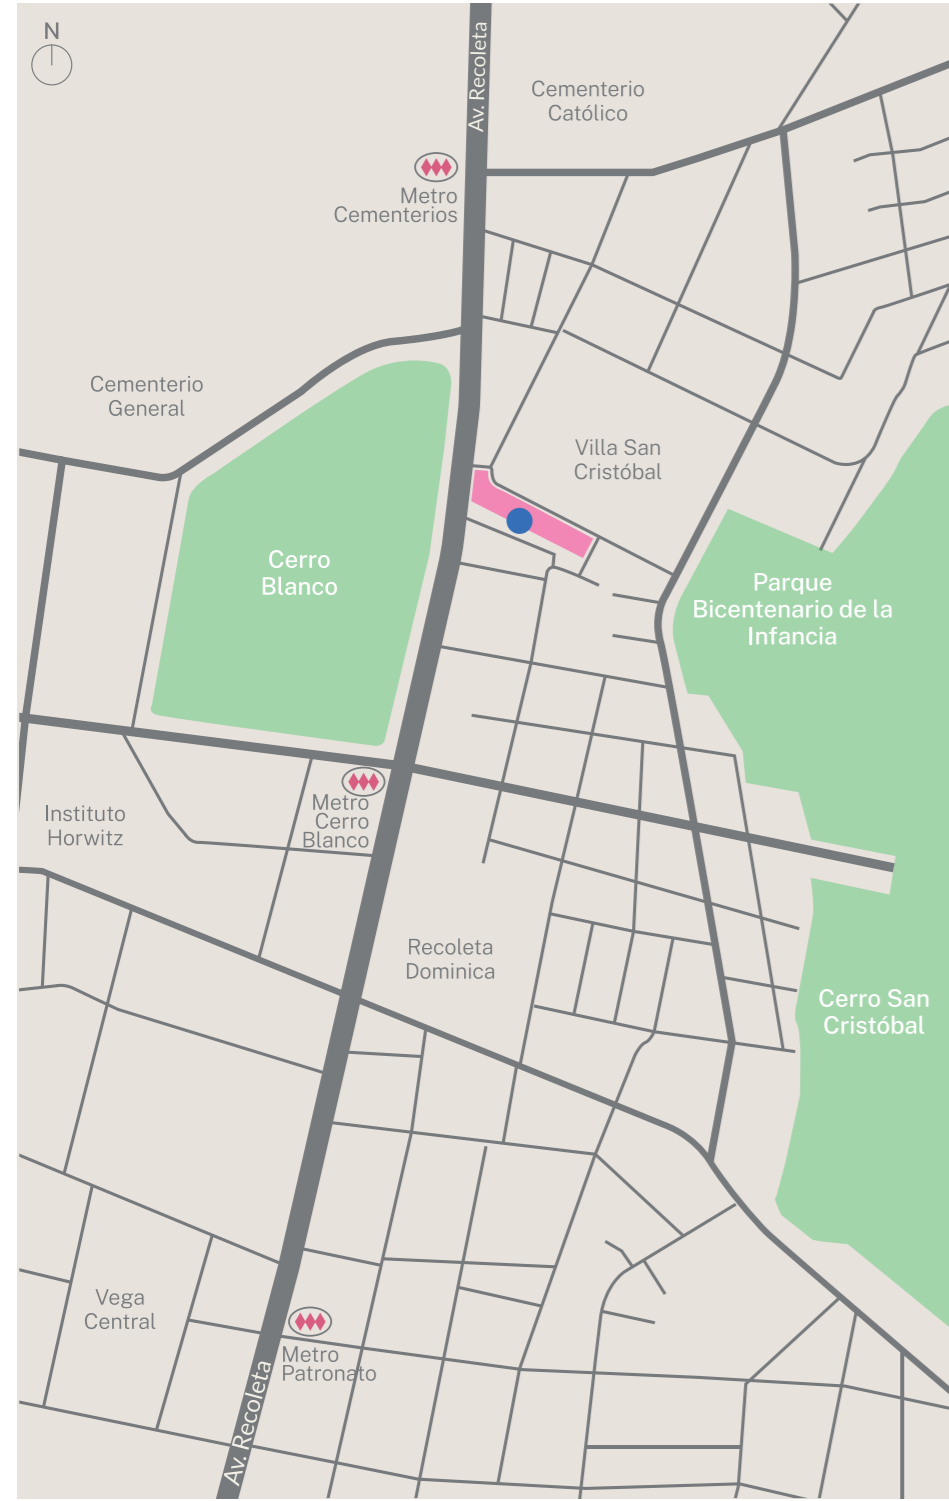 N
Av. Recoleta
Cementerio
Católico
Metro
Cementerios
Cementerio
General
Villa San
Cristóbal
Cerro
Blanco
Parque
Bicentenario de la
Infancia
Instituto
Horwitz
Metro
Cerro
Blanco
Recoleta
Dominica
Cerro San
Cristóbal
Vega
Central
Metro
Patronato
Av. Recoleta